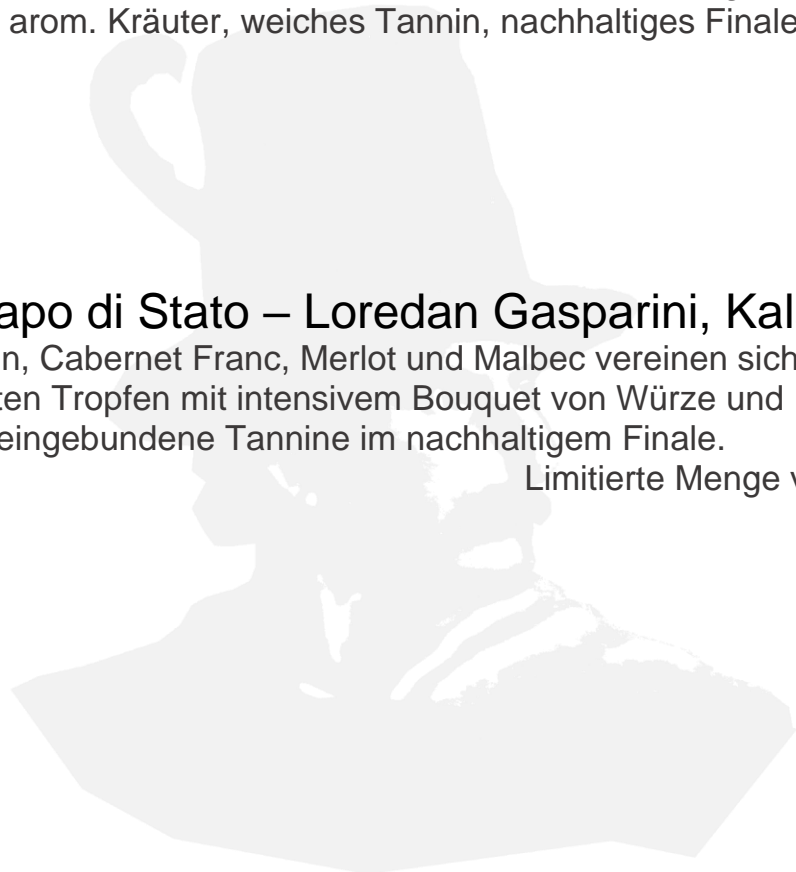 arom. Kräuter, weiches Tannin, nachhaltiges Finale
apo di Stato – Loredan Gasparini, Kal
n, Cabernet Franc, Merlot und Malbec vereinen sich
ten Tropfen mit intensivem Bouquet von Würze und
eingebundene Tannine im nachhaltigem Finale.
Limitierte Menge v